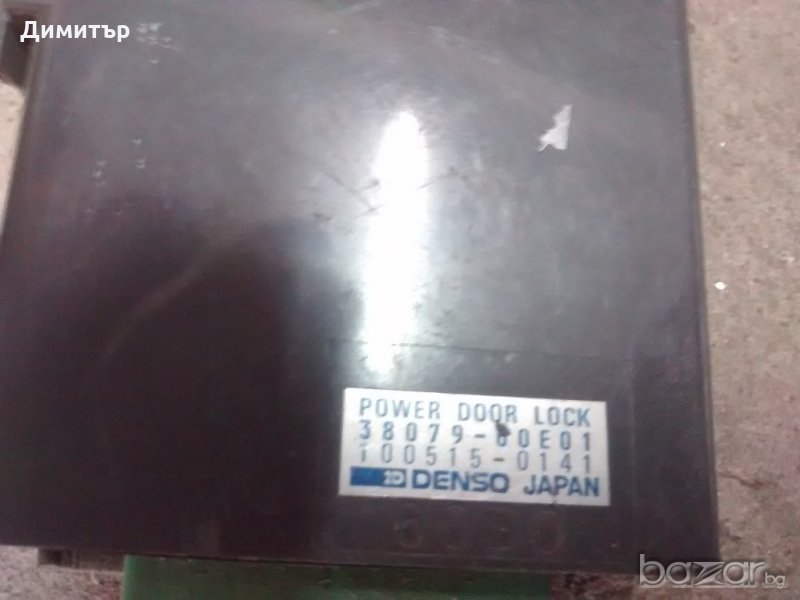 Димитър
POWER DOOR LOCK
38079-60E01
100515-0141
DENSO JAPAN
bazar.bg